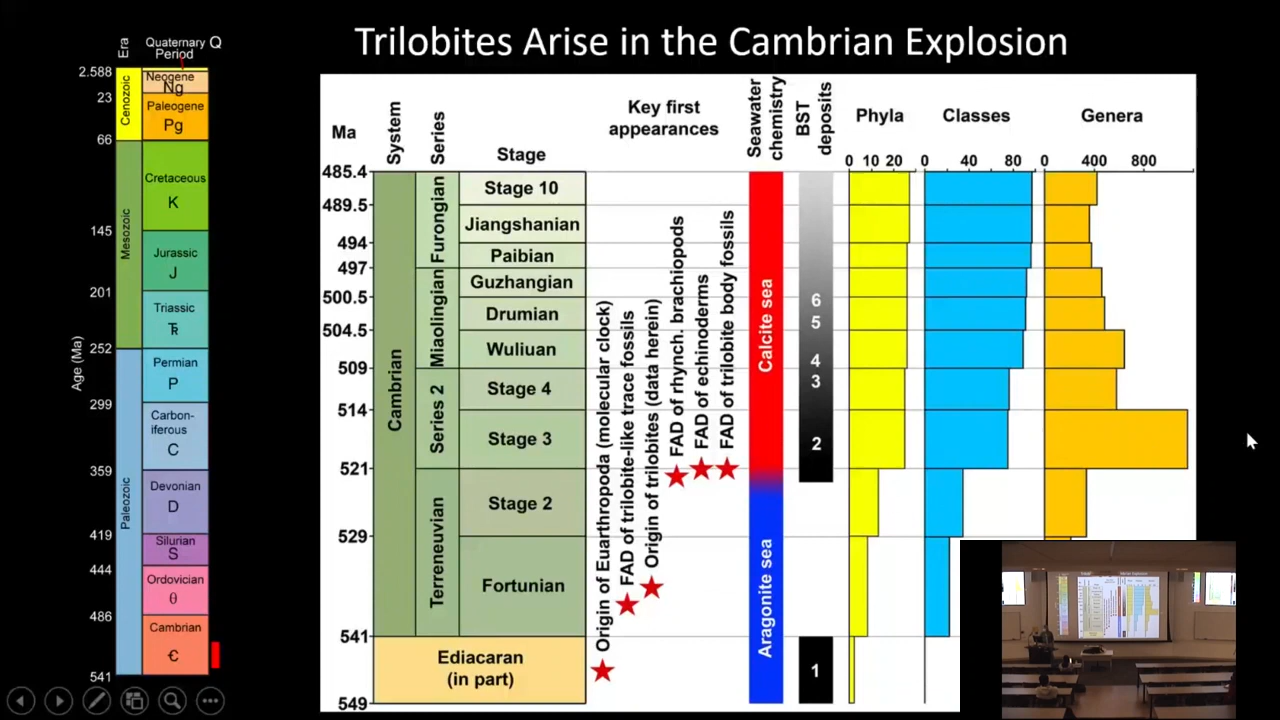 Trilobites Arise in the Cambrian Explosion
Era
Quaternary Q
Period
2.588
Neogene
Ng
23
Cenozoic
Paleogene
Pg
66
Cretaceous
K
145
Mesozoic
Jurassic
J
201
Triassic
Ŧ
252
Age (Ma)
Permian
P
299
Carbon-
iferous
C
359
Paleozoic
Devonian
D
419
Silurian
S
444
Ordovician
θ
486
Cambrian
Є
541
Ma
System
Series
Stage
Key first
appearances
Seawater
chemistry
BST
deposits
Phyla
Classes
Genera
0 10 20
0 40 80
0 400 800
485.4
489.5
494
497
500.5
504.5
509
514
521
529
541
549
Cambrian
Furongian
Miaolingian
Series 2
Terreneuvian
Stage 10
Jiangshanian
Paibian
Guzhangian
Drumian
Wuliuan
Stage 4
Stage 3
Stage 2
Fortunian
Ediacaran
(in part)
Origin of Euarthropoda (molecular clock)
FAD of trilobite-like trace fossils
Origin of trilobites (data herein)
FAD of rhynch. brachiopods
FAD of echinoderms
FAD of trilobite body fossils
Calcite sea
Aragonite sea
6
5
4
3
2
1